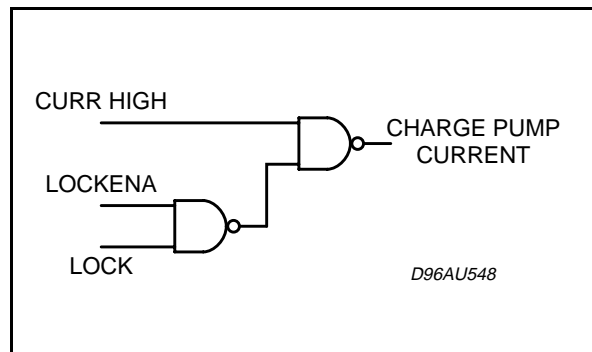 CURR HIGH
CHARGE PUMP
CURRENT
LOCKENA
LOCK
D96AU548